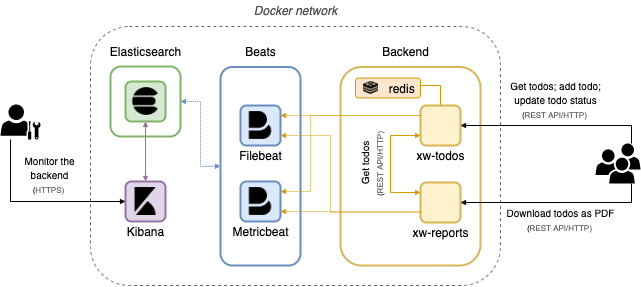 Docker network
Elasticsearch
Beats
Backend
redis
Get todos; add todo;
update todo status
(REST API/HTTP)
Filebeat
xw-todos
Get todos
(REST API/HTTP)
Monitor the
backend
(HTTPS)
Kibana
Metricbeat
xw-reports
Download todos as PDF
(REST API/HTTP)